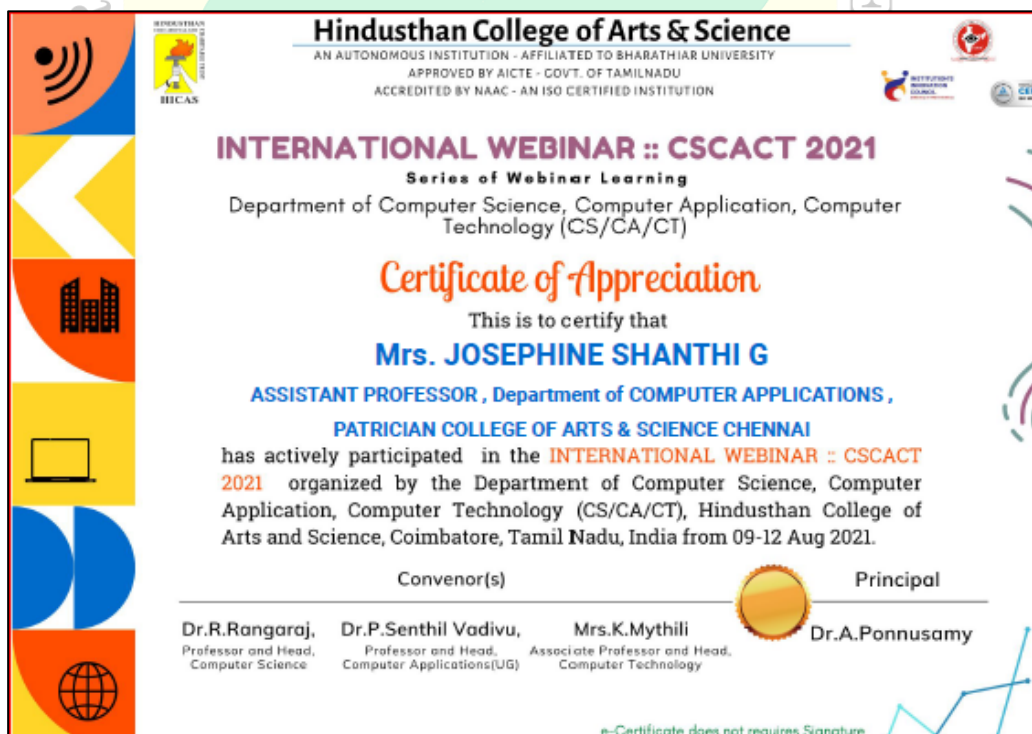 HINDUSTHAN
HICAS
Hindusthan College of Arts & Science
AN AUTONOMOUS INSTITUTION - AFFILIATED TO BHARATHIAR UNIVERSITY
APPROVED BY AICTE - GOVT. OF TAMILNADU
ACCREDITED BY NAAC - AN ISO CERTIFIED INSTITUTION
INSTITUTION'S
INNOVATION
COUNCIL
INTERNATIONAL WEBINAR :: CSCACT 2021
Series of Webinar Learning
Department of Computer Science, Computer Application, Computer
Technology (CS/CA/CT)
Certificate of Appreciation
This is to certify that
Mrs. JOSEPHINE SHANTHI G
ASSISTANT PROFESSOR , Department of COMPUTER APPLICATIONS ,
PATRICIAN COLLEGE OF ARTS & SCIENCE CHENNAI
has actively participated in the INTERNATIONAL WEBINAR :: CSCACT
2021 organized by the Department of Computer Science, Computer
Application, Computer Technology (CS/CA/CT), Hindusthan College of
Arts and Science, Coimbatore, Tamil Nadu, India from 09-12 Aug 2021.
Convenor(s) Principal
Dr.R.Rangaraj, Dr.P.Senthil Vadivu, Mrs.K.Mythili Dr.A.Ponnusamy
Professor and Head, Professor and Head, Associate Professor and Head,
Computer Science Computer Applications(UG) Computer Technology
e-Certificate does not requires Signature